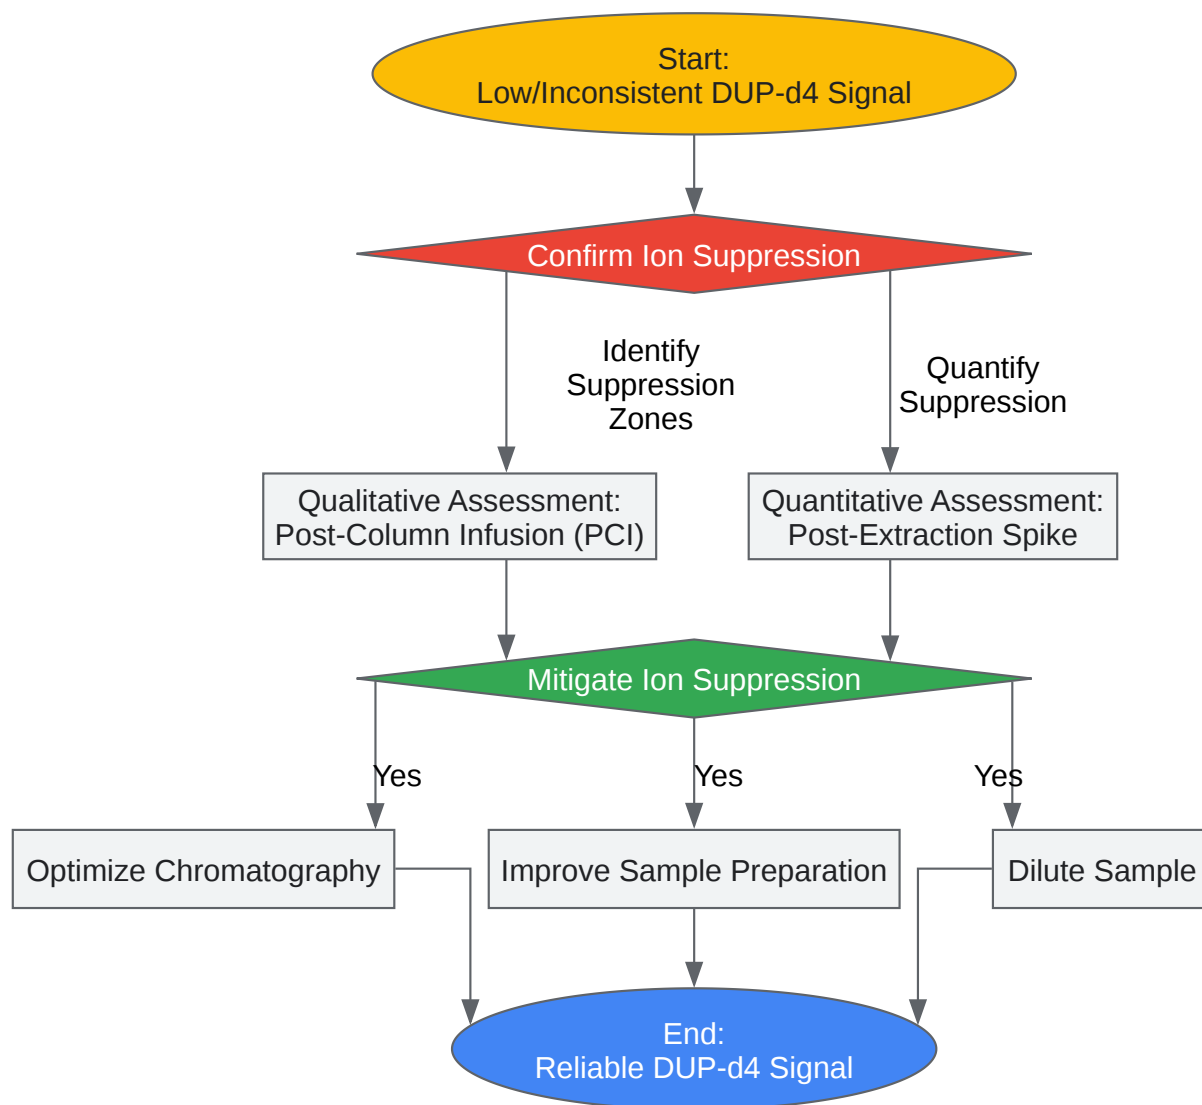 Start:
Low/Inconsistent DUP-d4 Signal
Confirm Ion Suppression
Identify
Suppression
Zones
Quantify
Suppression
Qualitative Assessment:
Post-Column Infusion (PCI)
Quantitative Assessment:
Post-Extraction Spike
Mitigate Ion Suppression
Yes
Yes
Yes
Optimize Chromatography
Improve Sample Preparation
Dilute Sample
End:
Reliable DUP-d4 Signal